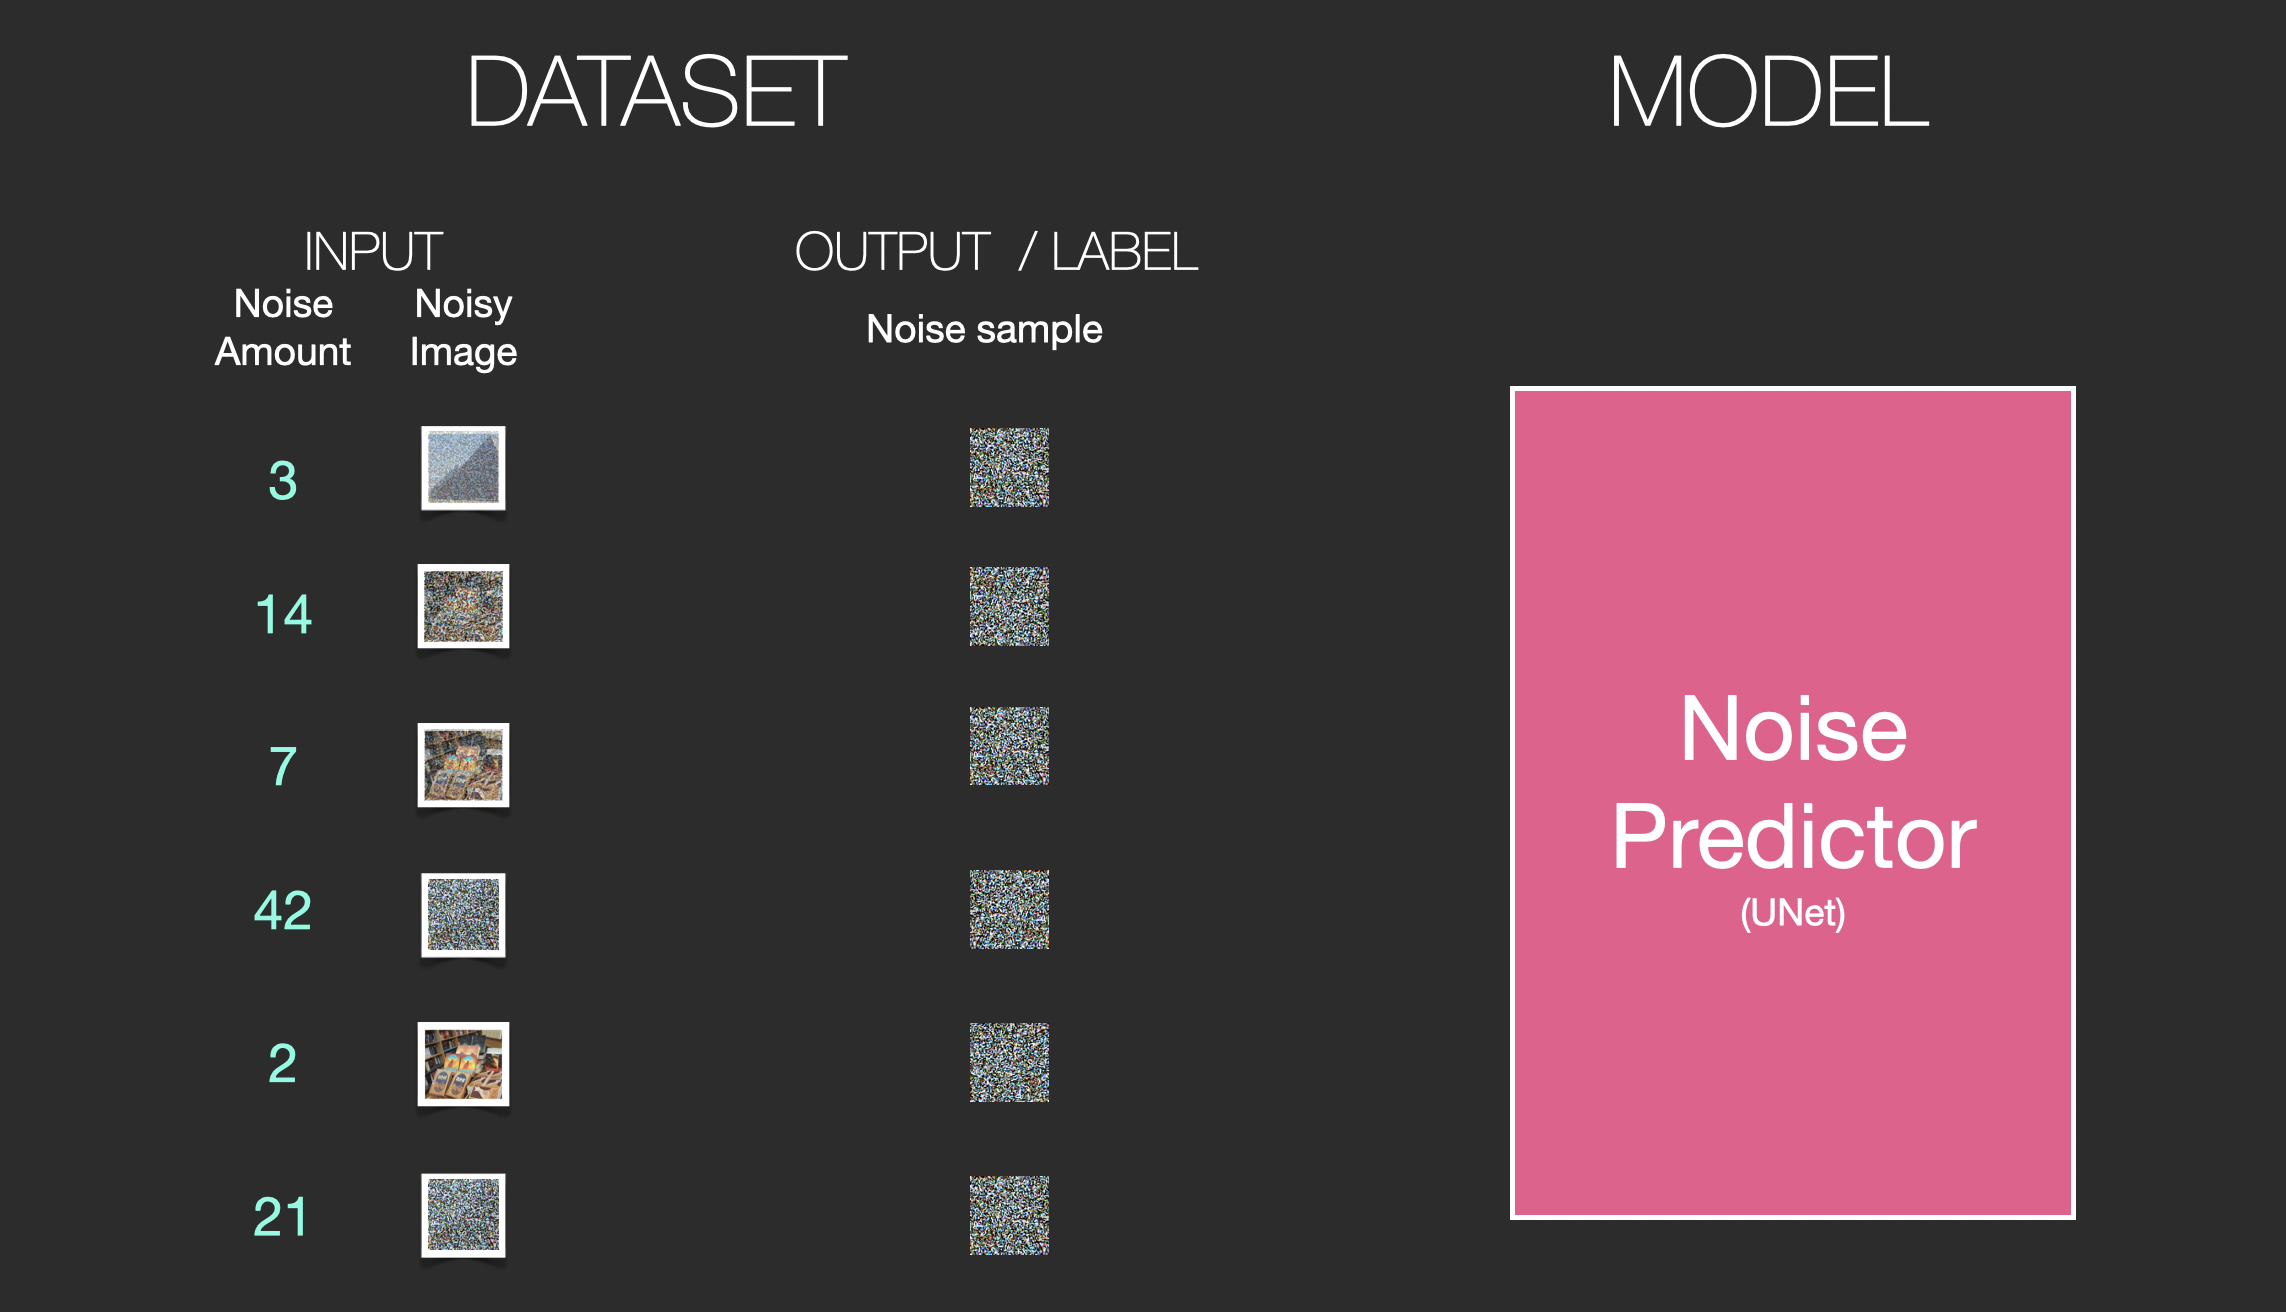 DATASET
MODEL
INPUT
OUTPUT / LABEL
Noise
Amount
Noisy
Image
Noise sample
3
14
7
42
2
21
Noise
Predictor
(UNet)